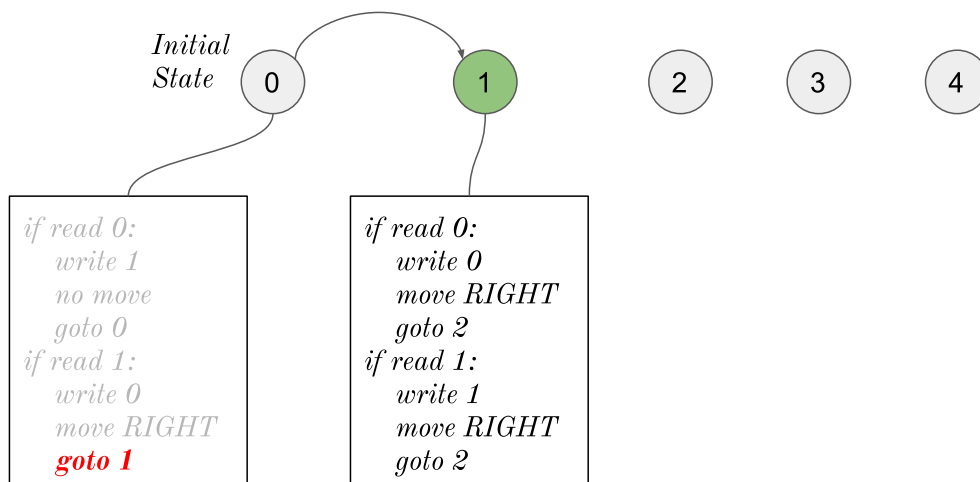 Initial
State
0
1
2
3
4
if read 0:
write 1
no move
goto 0
if read 1:
write 0
move RIGHT
goto 1
if read 0:
write 0
move RIGHT
goto 2
if read 1:
write 1
move RIGHT
goto 2